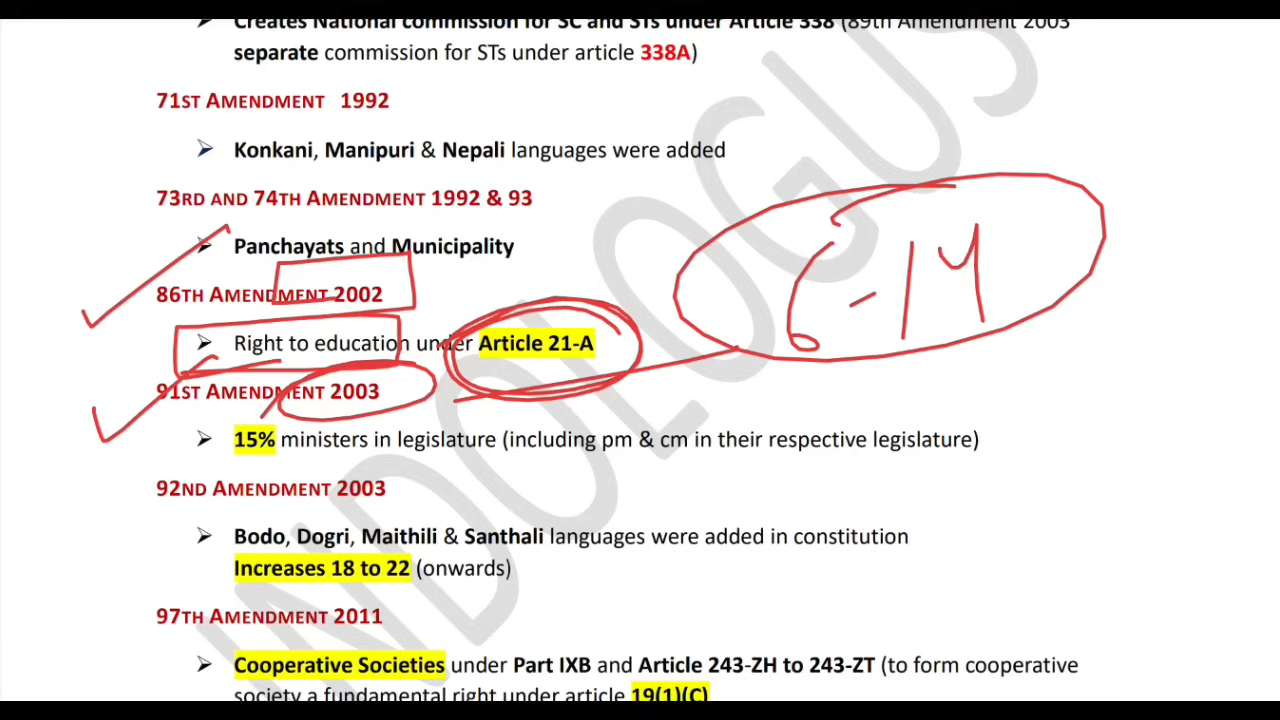 Creates National commission for SC and STs under Article 338 (89th Amendment 2003
separate commission for STs under article 338A)
71ST AMENDMENT 1992
➢ Konkani, Manipuri & Nepali languages were added
73RD AND 74TH AMENDMENT 1992 & 93
➢ Panchayats and Municipality
86TH AMENDMENT 2002
➢ Right to education under Article 21-A
6-14
91ST AMENDMENT 2003
➢ 15% ministers in legislature (including pm & cm in their respective legislature)
92ND AMENDMENT 2003
➢ Bodo, Dogri, Maithili & Santhali languages were added in constitution
Increases 18 to 22 (onwards)
97TH AMENDMENT 2011
➢ Cooperative Societies under Part IXB and Article 243-ZH to 243-ZT (to form cooperative
society a fundamental right under article 19(1)(C)
INDOLOGUS